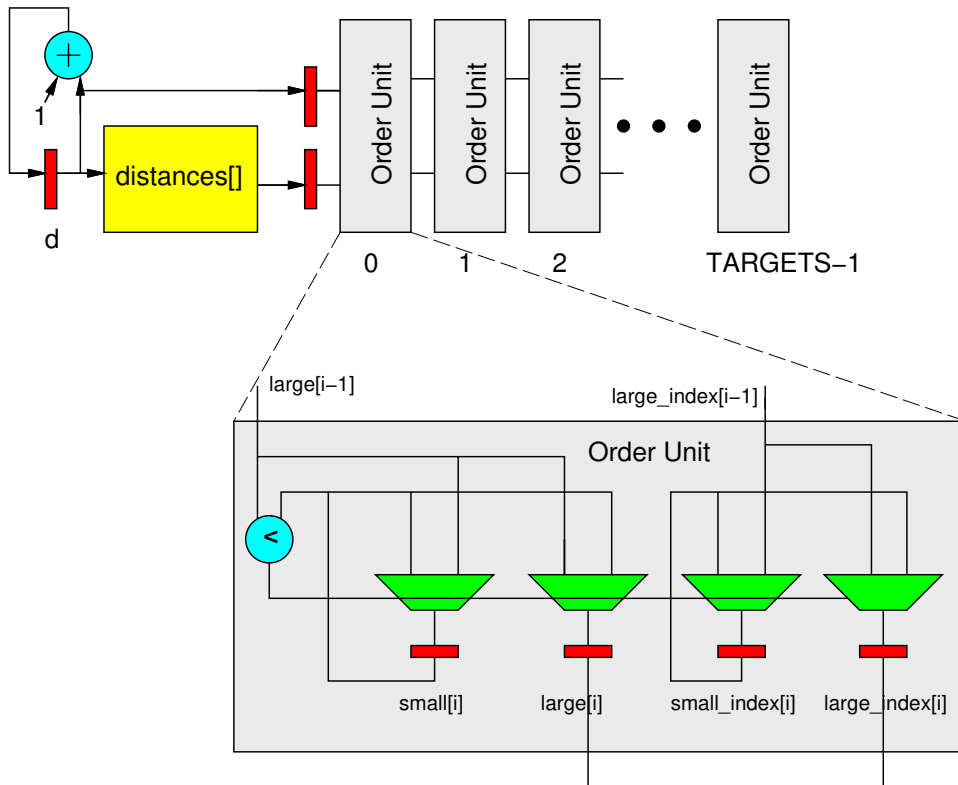 +
1
d
distances[]
Order Unit
Order Unit
Order Unit
Order Unit
0
1
2
TARGETS−1
large[i−1]
large_index[i−1]
Order Unit
<
small[i]
large[i]
small_index[i]
large_index[i]